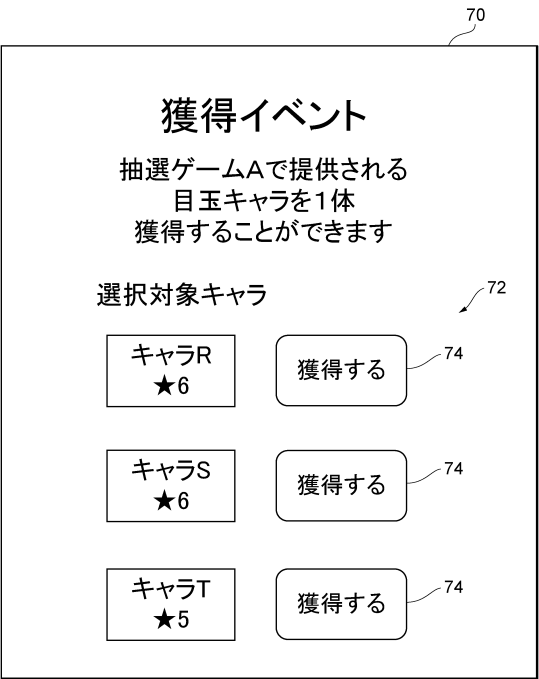 70
獲得イベント
抽選ゲームAで提供される
目玉キャラを1体
獲得することができます
選択対象キャラ
72
キャラR
★6
獲得する
74
キャラS
★6
獲得する
74
キャラT
★5
獲得する
74